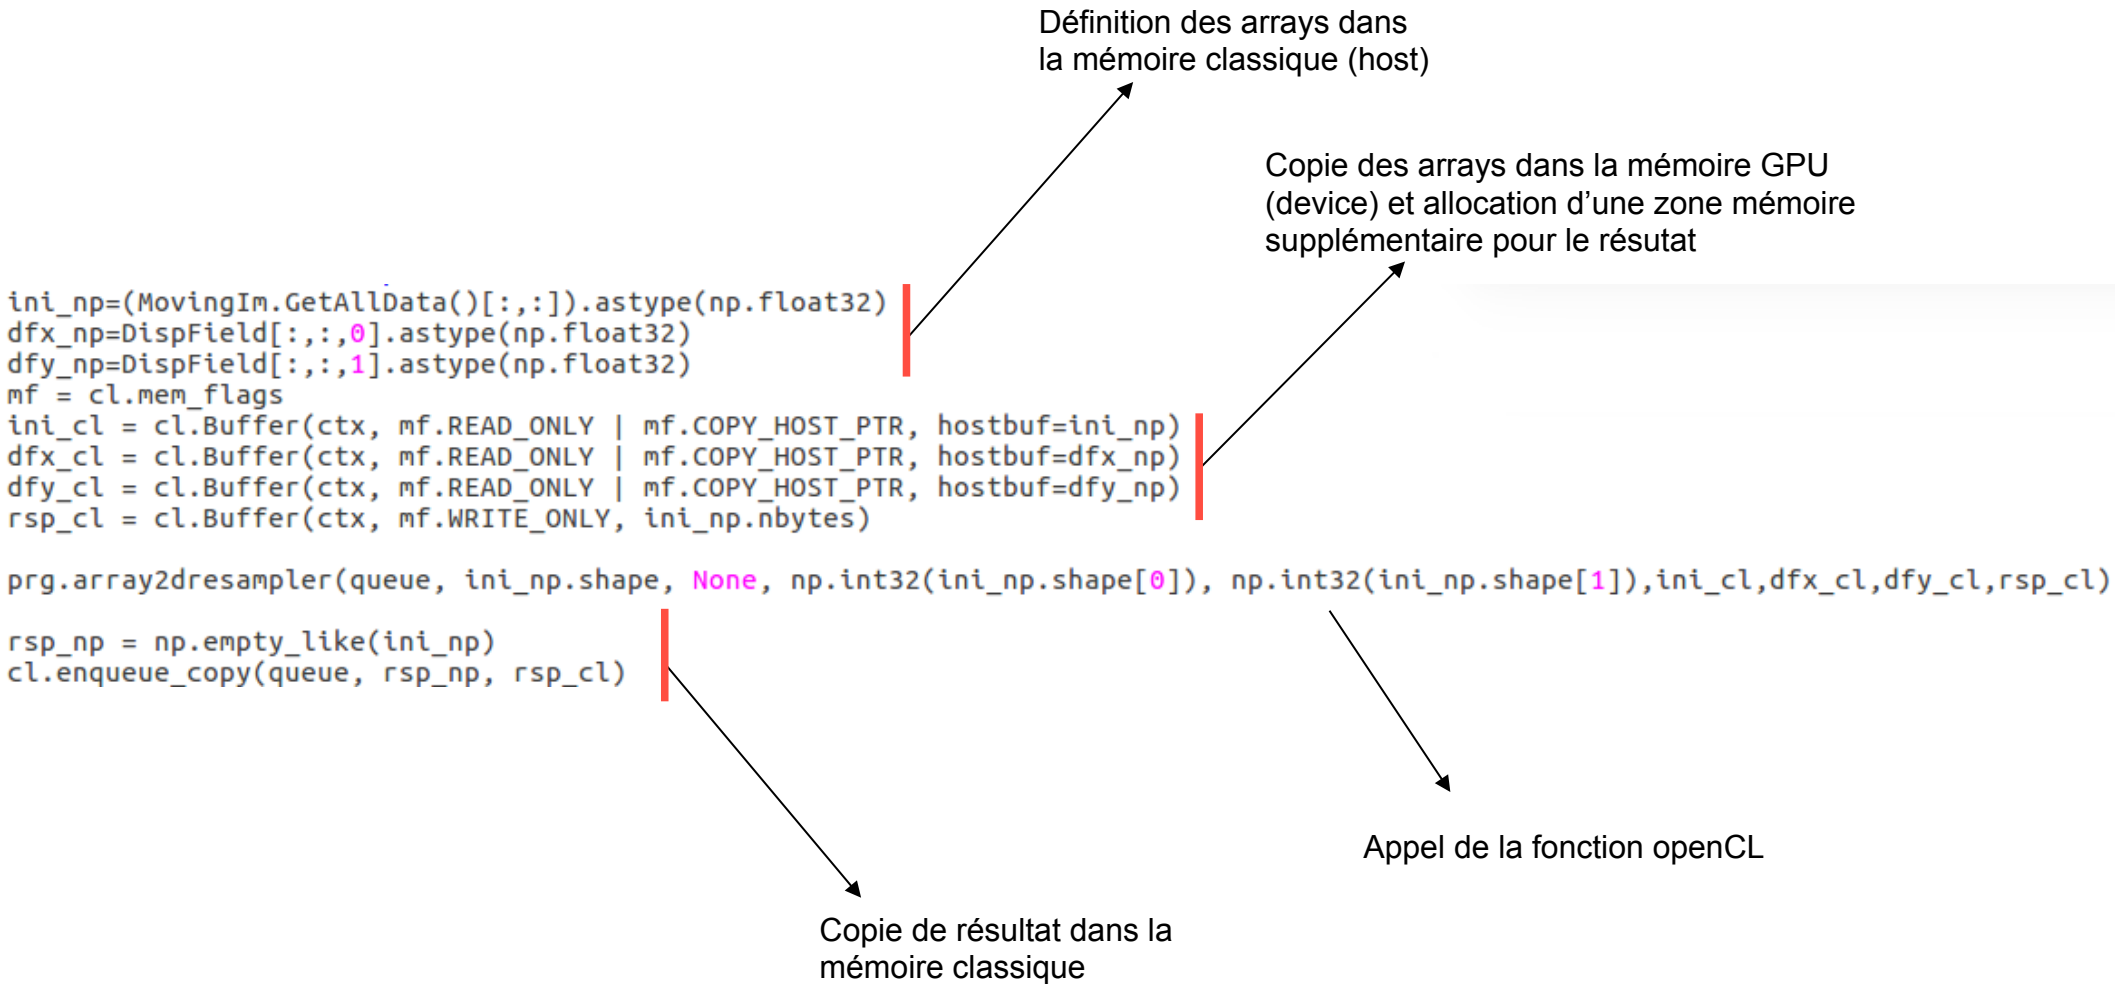 Définition des arrays dans
la mémoire classique (host)
Copie des arrays dans la mémoire GPU
(device) et allocation d’une zone mémoire
supplémentaire pour le résutat
ini_np=(MovingIm.GetAllData()[:,:]).astype(np.float32)
dfx_np=DispField[:,:,0].astype(np.float32)
dfy_np=DispField[:,:,1].astype(np.float32)
mf = cl.mem_flags
ini_cl = cl.Buffer(ctx, mf.READ_ONLY | mf.COPY_HOST_PTR, hostbuf=ini_np)
dfx_cl = cl.Buffer(ctx, mf.READ_ONLY | mf.COPY_HOST_PTR, hostbuf=dfx_np)
dfy_cl = cl.Buffer(ctx, mf.READ_ONLY | mf.COPY_HOST_PTR, hostbuf=dfy_np)
rsp_cl = cl.Buffer(ctx, mf.WRITE_ONLY, ini_np.nbytes)
prg.array2dresampler(queue, ini_np.shape, None, np.int32(ini_np.shape[0]), np.int32(ini_np.shape[1]),ini_cl,dfx_cl,dfy_cl,rsp_cl)
rsp_np = np.empty_like(ini_np)
cl.enqueue_copy(queue, rsp_np, rsp_cl)
Appel de la fonction openCL
Copie de résultat dans la
mémoire classique